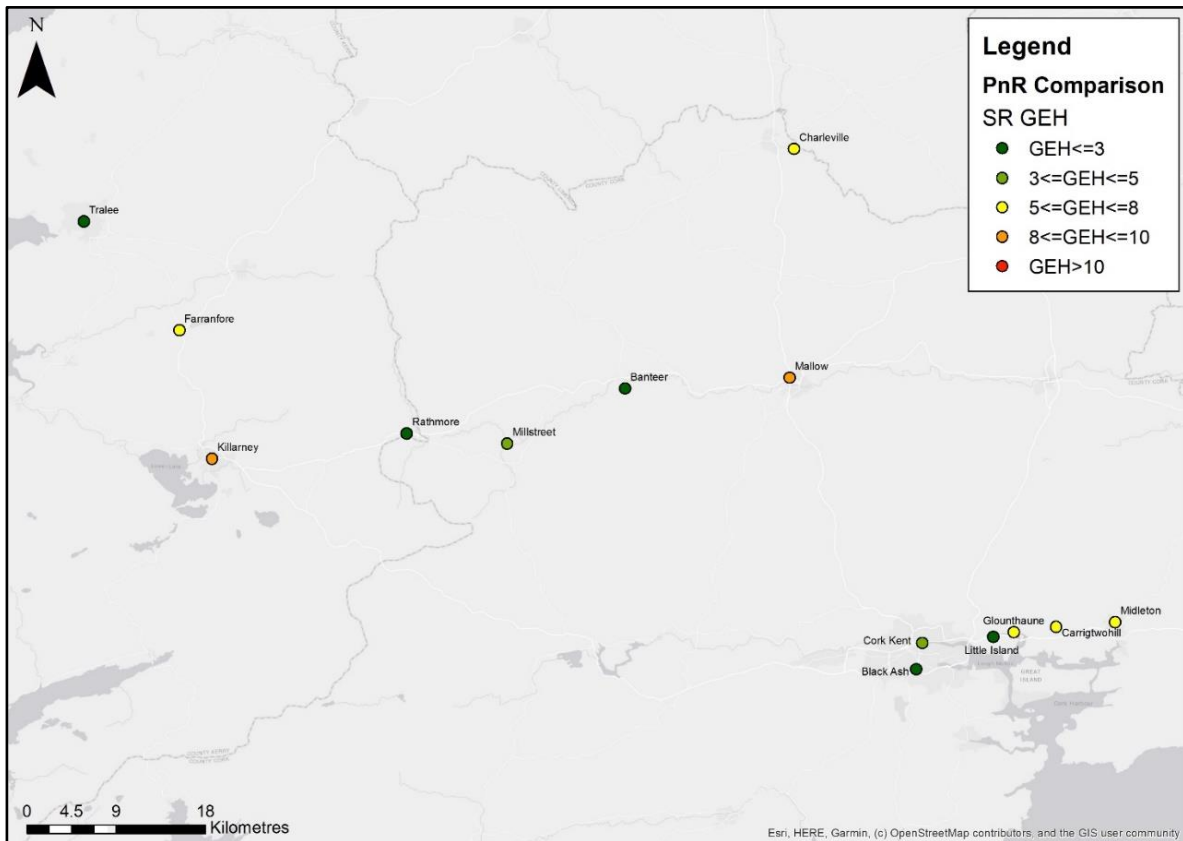 N
Legend
PnR Comparison
SR GEH
GEH<=3
3<=GEH<=5
5<=GEH<=8
8<=GEH<=10
GEH>10
Charleville
Tralee
Farranfore
Mallow
Banteer
Rathmore
Millstreet
Killarney
Midleton
Glounthaune
Carrigtwohill
Cork Kent
Little Island
Black Ash
GREAT
ISLAND
0 4.5 9 18
Kilometres
Esri, HERE, Garmin, (c) OpenStreetMap contributors, and the GIS user community